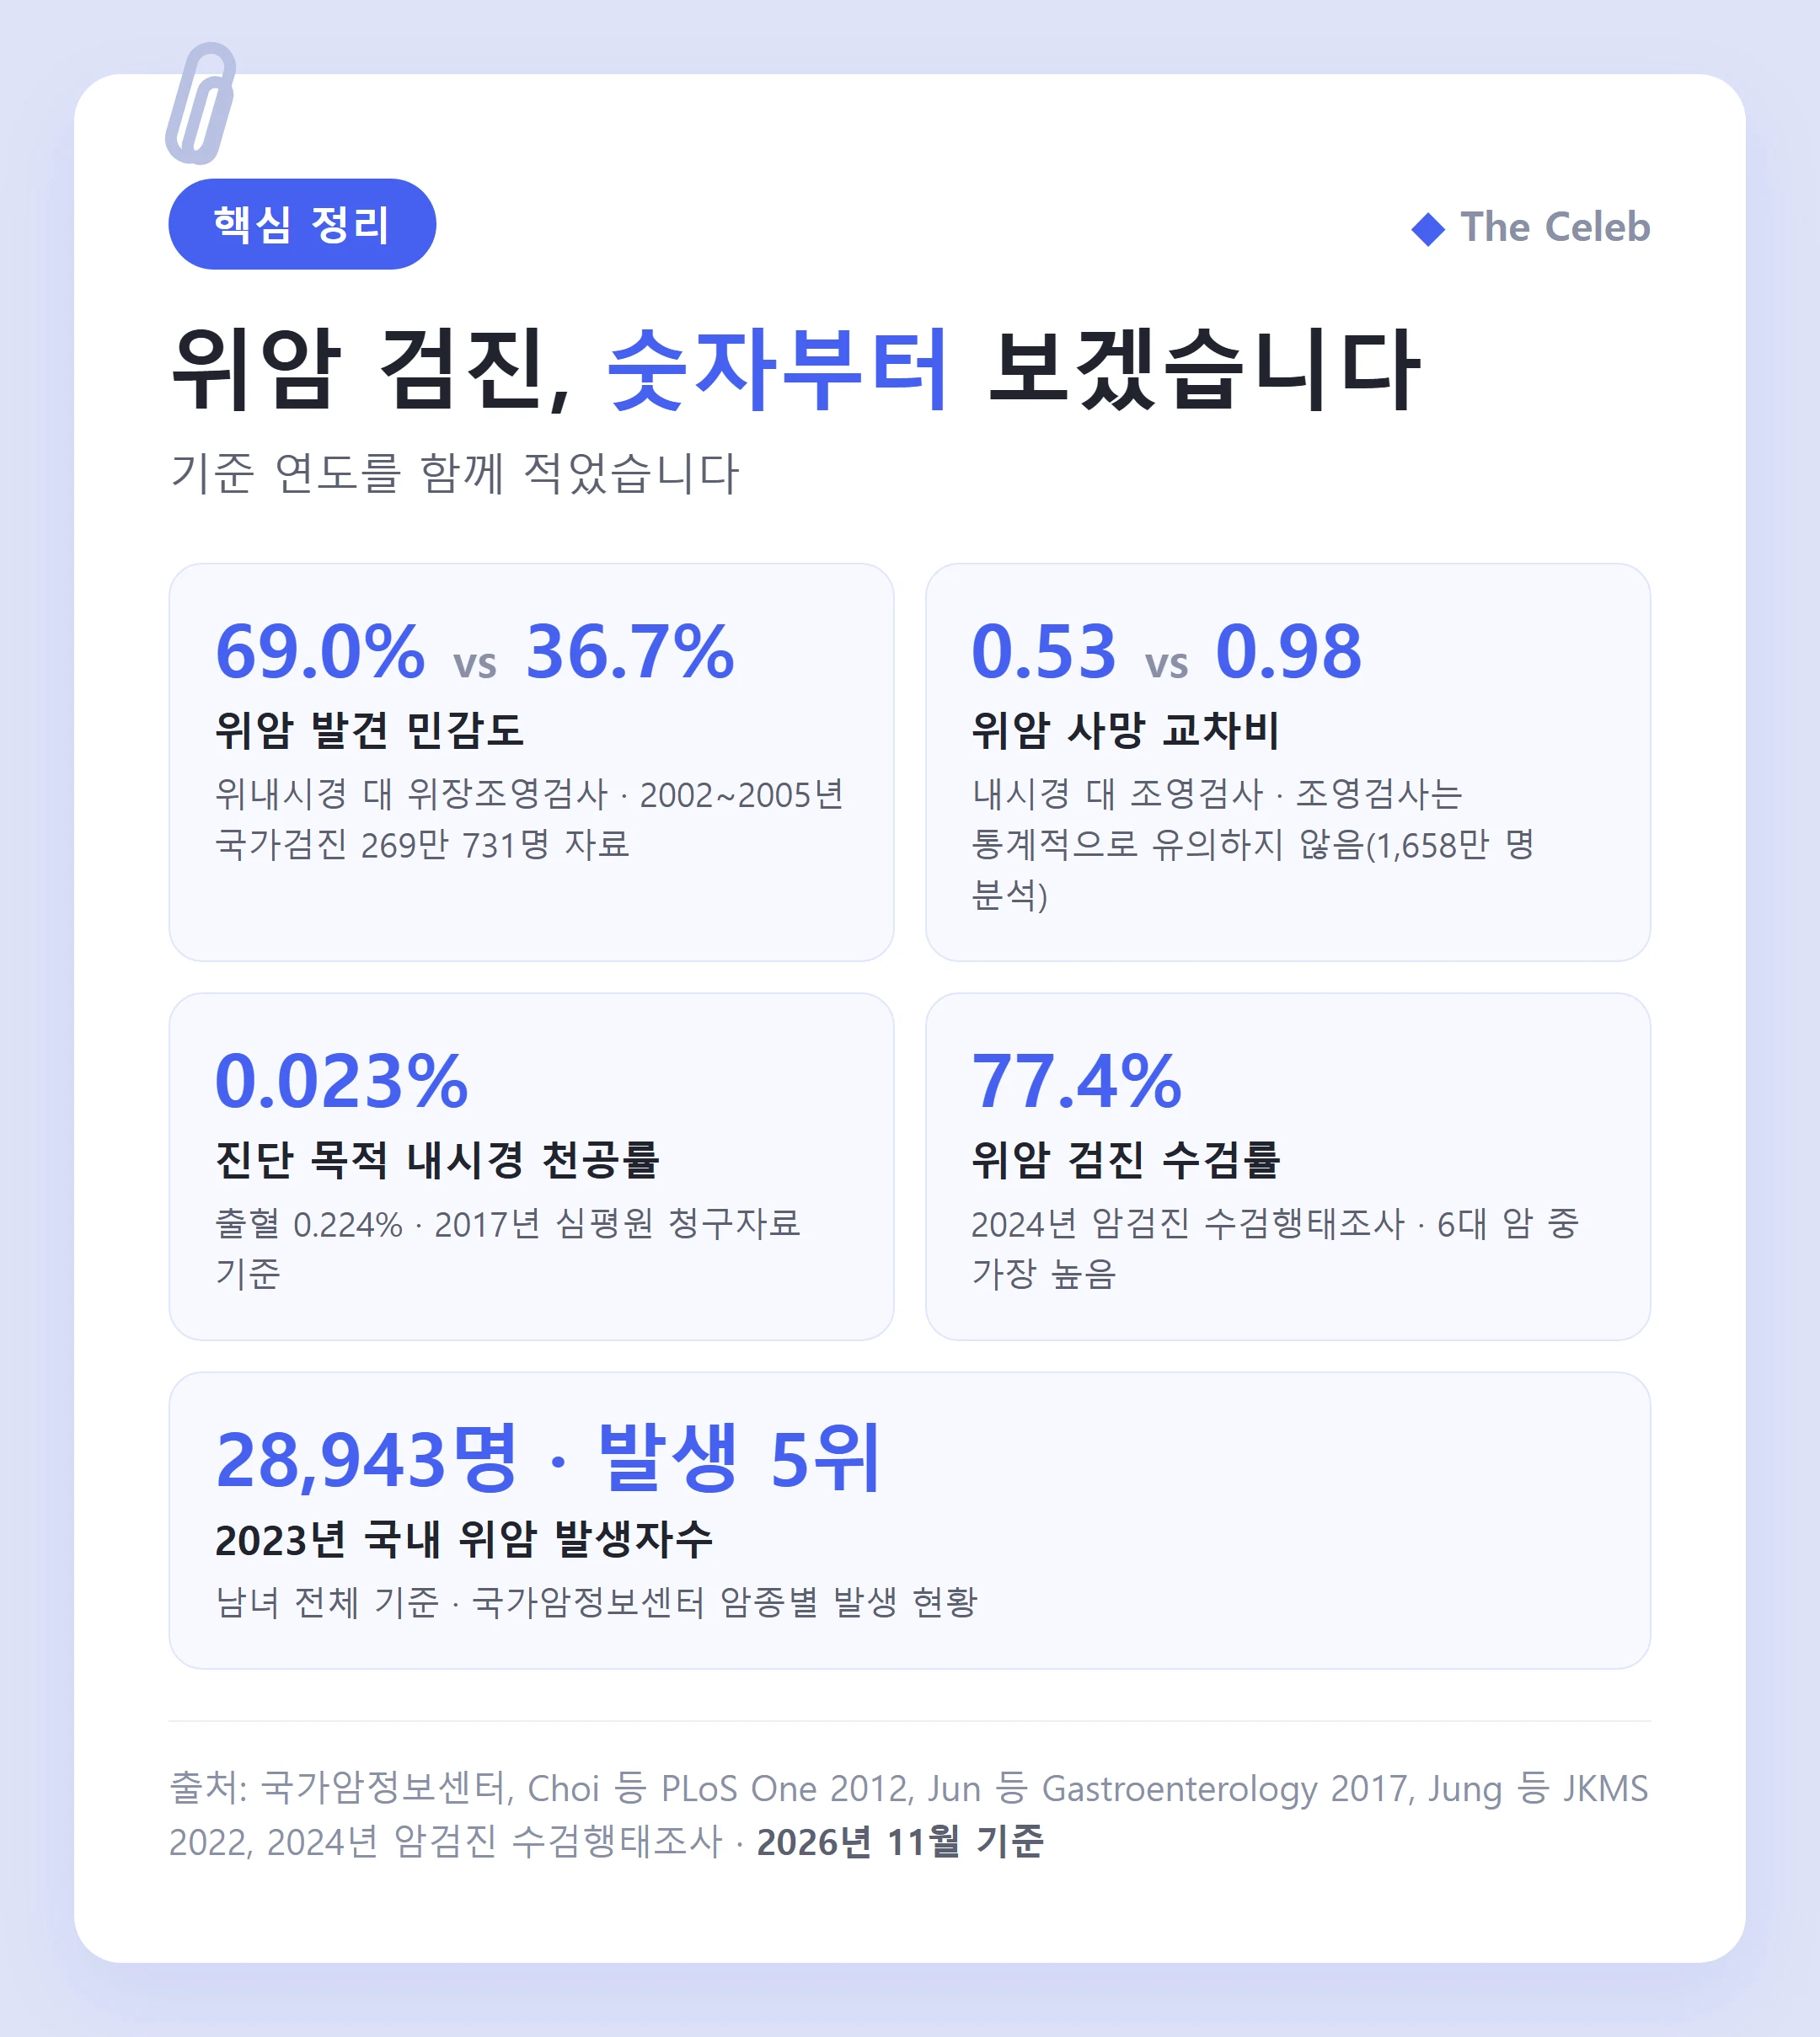 핵심 정리
◆ The Celeb
위암 검진, 숫자부터 보겠습니다
기준 연도를 함께 적었습니다
69.0% vs 36.7%
위암 발견 민감도
위내시경 대 위장조영검사 · 2002~2005년
국가검진 269만 731명 자료
0.53 vs 0.98
위암 사망 교차비
내시경 대 조영검사 · 조영검사는
통계적으로 유의하지 않음(1,658만 명
분석)
0.023%
진단 목적 내시경 천공률
출혈 0.224% · 2017년 심평원 청구자료
기준
77.4%
위암 검진 수검률
2024년 암검진 수검행태조사 · 6대 암 중
가장 높음
28,943명 · 발생 5위
2023년 국내 위암 발생자수
남녀 전체 기준 · 국가암정보센터 암종별 발생 현황
출처: 국가암정보센터, Choi 등 PLoS One 2012, Jun 등 Gastroenterology 2017, Jung 등 JKMS
2022, 2024년 암검진 수검행태조사 · 2026년 11월 기준